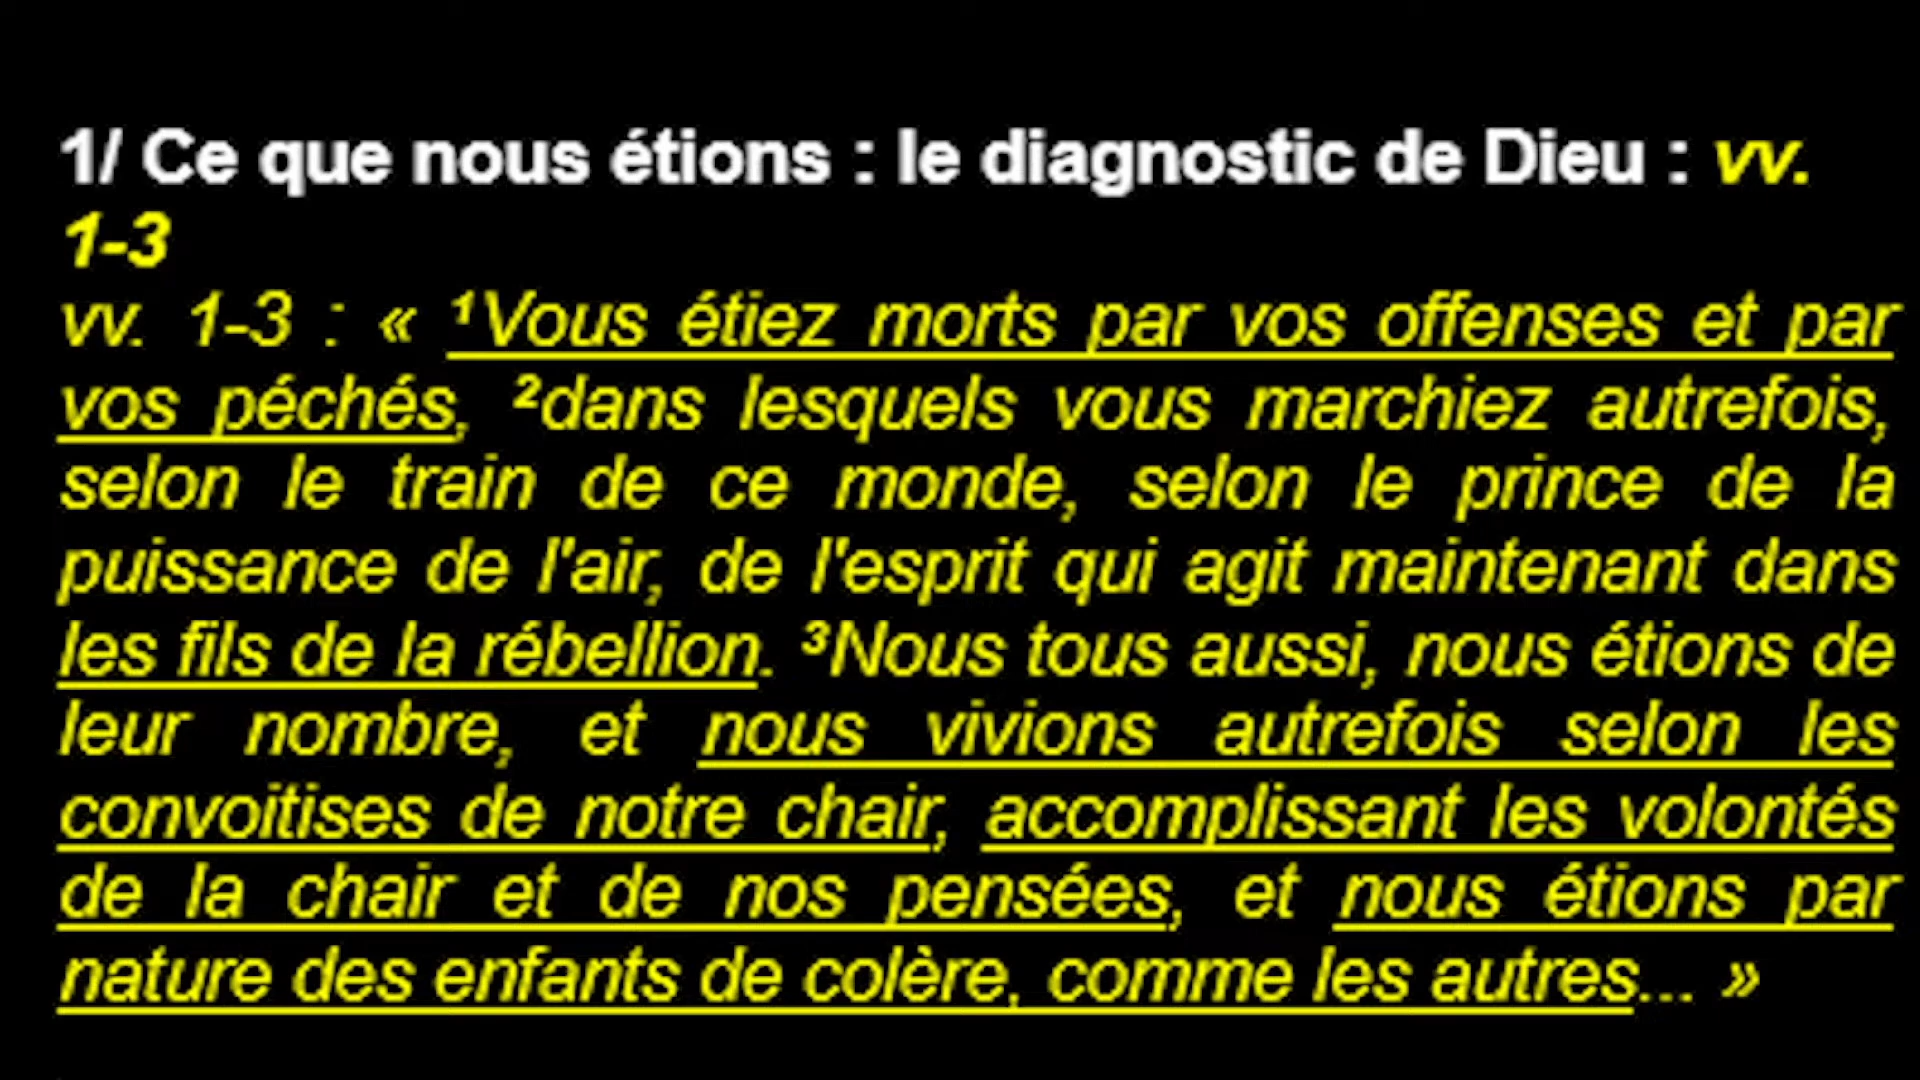 1/ Ce que nous étions : le diagnostic de Dieu : vv.
1-3
vv. 1-3 : « ¹Vous étiez morts par vos offenses et par
vos péchés, ²dans lesquels vous marchiez autrefois,
selon le train de ce monde, selon le prince de la
puissance de l'air, de l'esprit qui agit maintenant dans
les fils de la rébellion. ³Nous tous aussi, nous étions de
leur nombre, et nous vivions autrefois selon les
convoitises de notre chair, accomplissant les volontés
de la chair et de nos pensées, et nous étions par
nature des enfants de colère, comme les autres... »